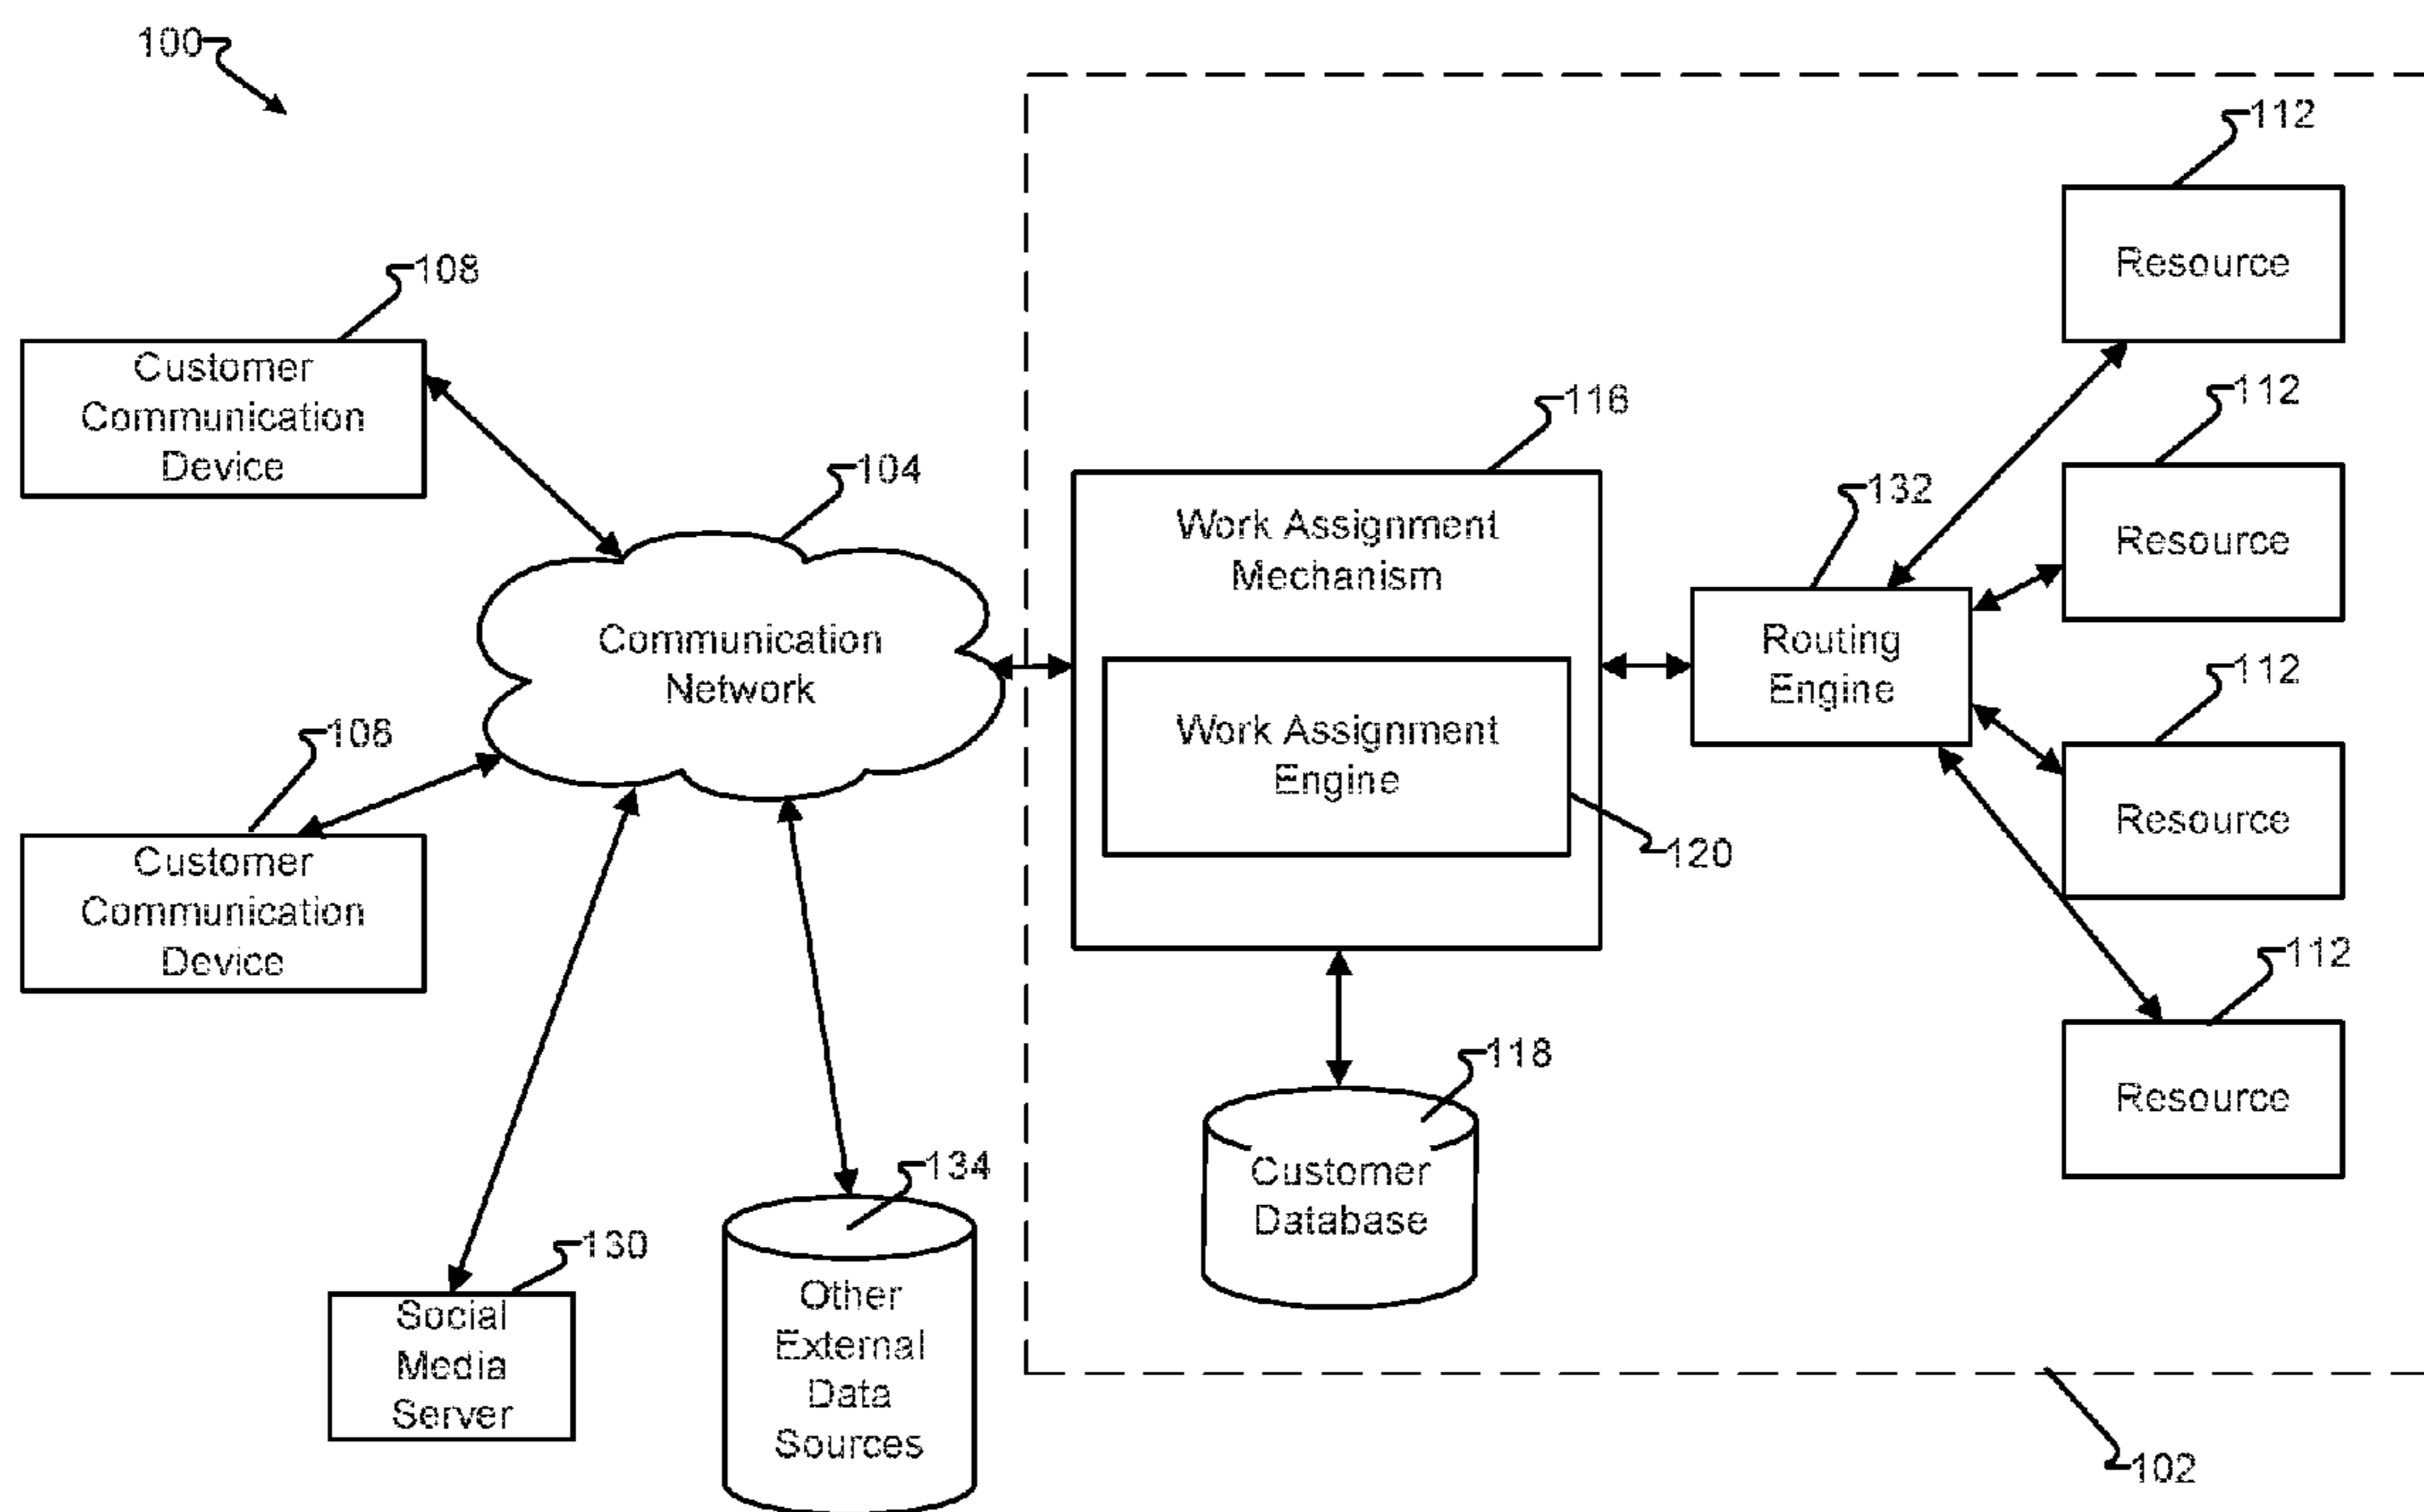 100
112
Resource
108
Customer
Communication
Device
112
Resource
116
Work Assignment
Mechanism
104
132
Communication
Network
Routing
Engine
Work Assignment
Engine
120
112
Resource
108
Customer
Communication
Device
112
Resource
118
Customer
Database
134
Other
External
Data
Sources
130
Social
Media
Server
102